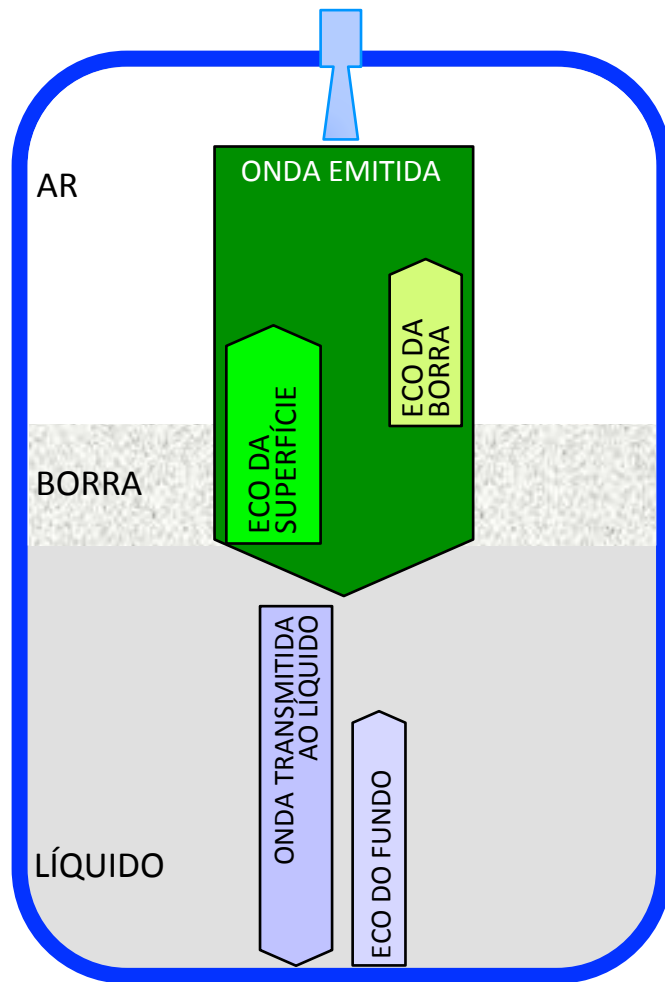 ONDA EMITIDA
AR
ECO DA
BORRA
ECO DA
SUPERFÍCIE
BORRA
ONDA TRANSMITIDA
AO LÍQUIDO
ECO DO FUNDO
LÍQUIDO